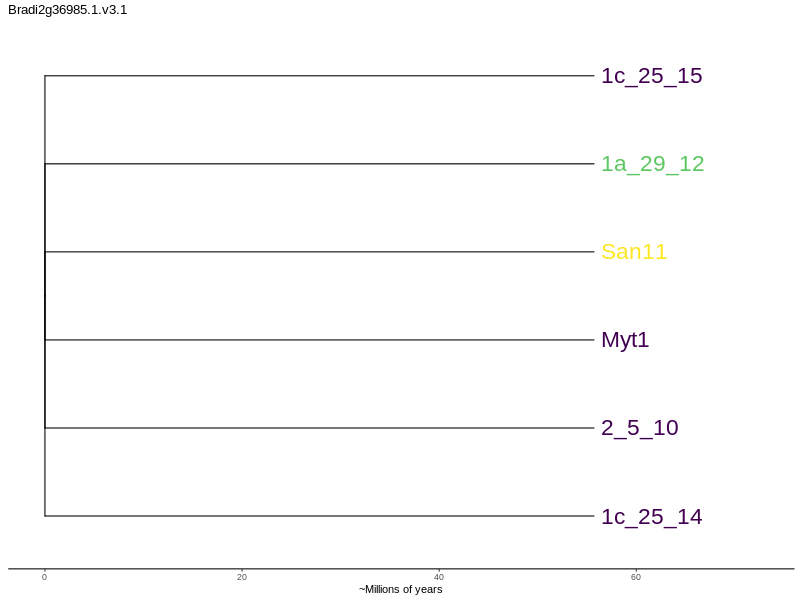 Bradi2g36985.1.v3.1
1c_25_15
1a_29_12
San11
Myt1
2_5_10
1c_25_14
0 20 40 60
~Millions of years